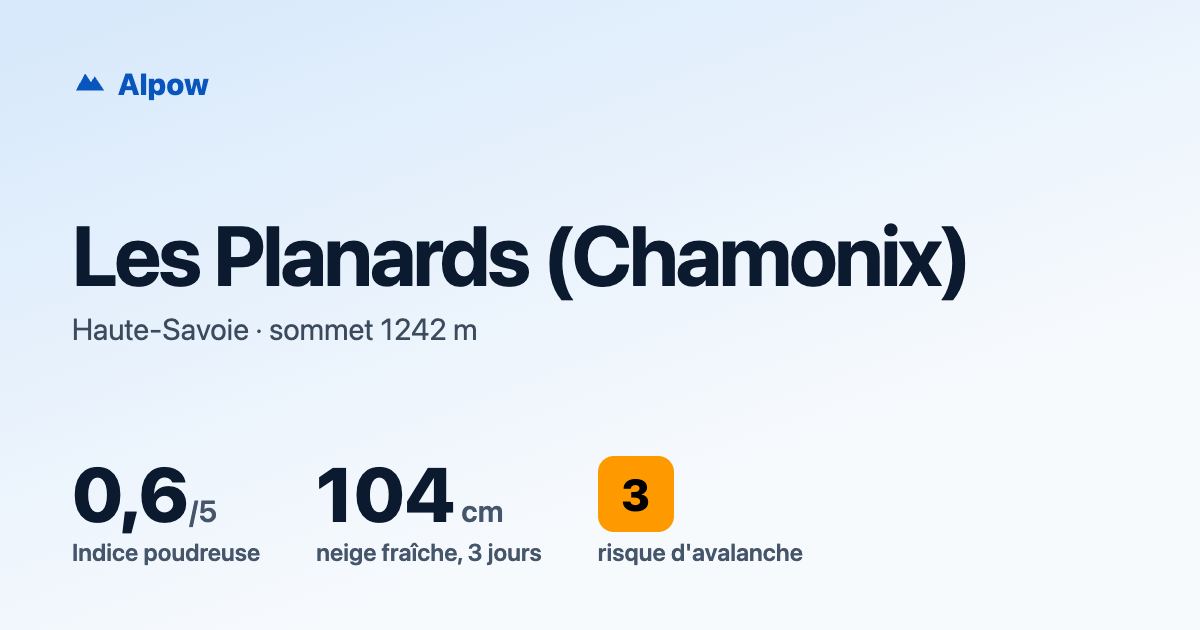 Alpow
Les Planards (Chamonix)
Haute-Savoie · sommet 1242 m
0,6/5
Indice poudreuse
104 cm
neige fraîche, 3 jours
3
risque d'avalanche